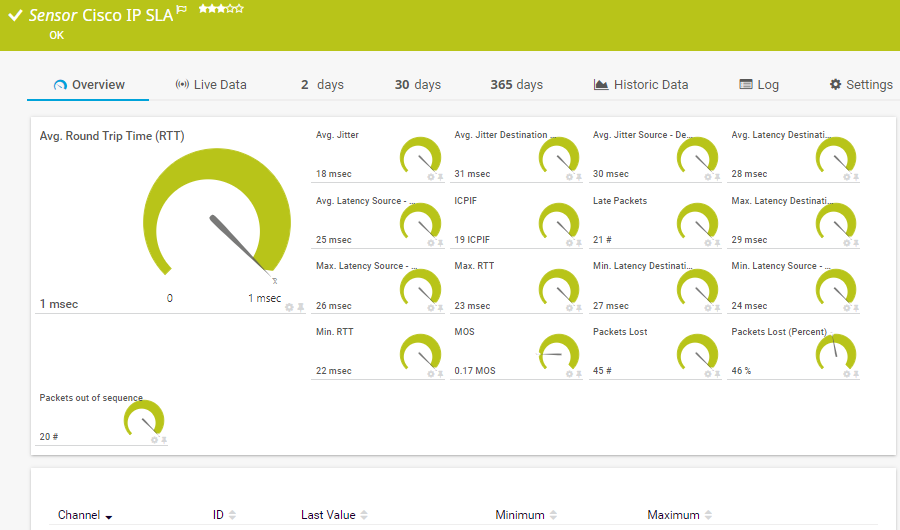 Sensor Cisco IP SLA
OK
Overview
Live Data
2 days
30 days
365 days
Historic Data
Log
Settings
Avg. Round Trip Time (RTT)
0
1 msec
1 msec
Avg. Jitter
18 msec
Avg. Jitter Destination ...
31 msec
Avg. Jitter Source - De...
30 msec
Avg. Latency Destinati...
28 msec
Avg. Latency Source - ...
25 msec
ICPIF
19 ICPIF
Late Packets
21 #
Max. Latency Destinati...
29 msec
Max. Latency Source - ...
26 msec
Max. RTT
23 msec
Min. Latency Destinati...
27 msec
Min. Latency Source - ...
24 msec
Min. RTT
22 msec
MOS
0.17 MOS
Packets Lost
45 #
Packets Lost (Percent)
46 %
Packets out of sequence
20 #
Channel
ID
Last Value
Minimum
Maximum